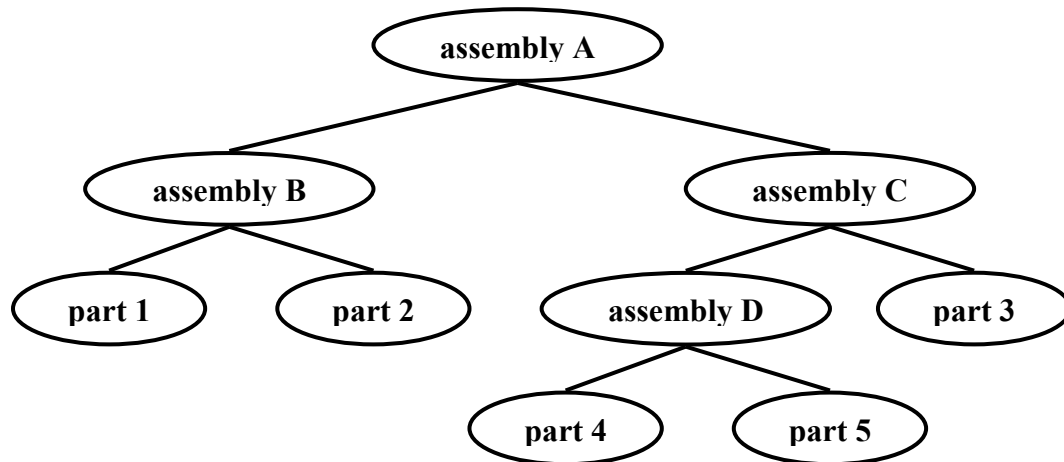 assembly A
assembly B
assembly C
part 1
part 2
assembly D
part 3
part 4
part 5